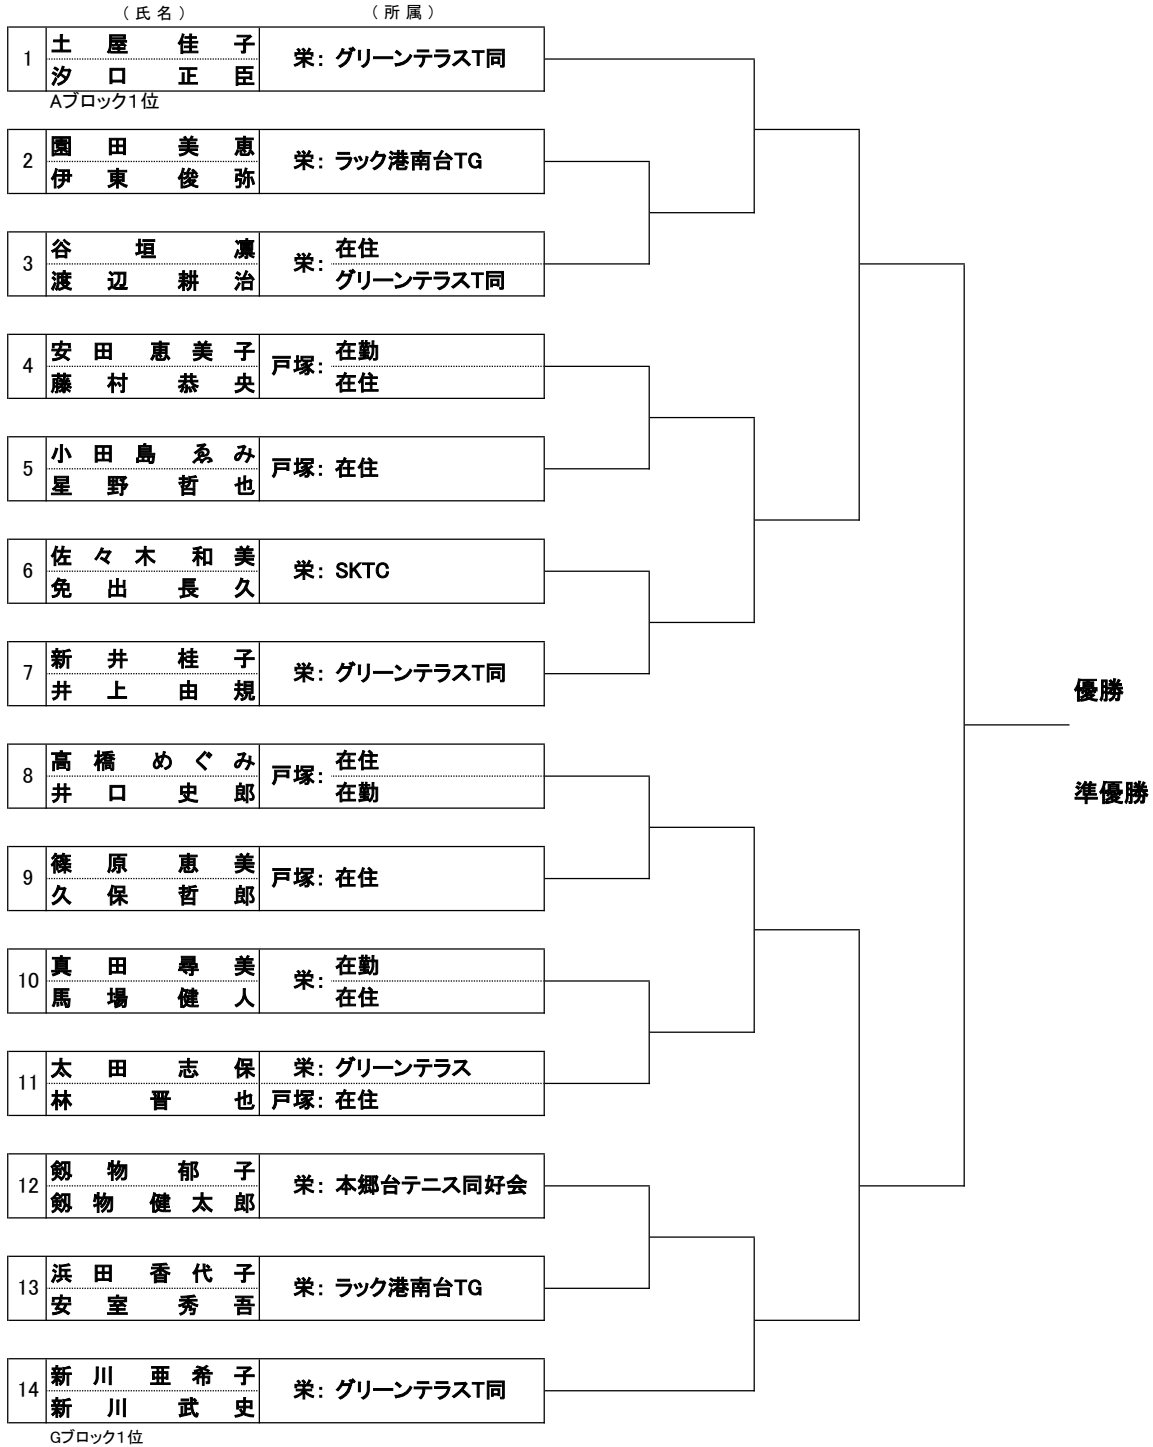 （氏名） （所属）
1 土屋佳子 栄: グリーンテラスT同
汐口正臣
Aブロック1位
2 園田美恵 栄: ラック港南台TG
伊東俊弥
3 谷垣凜 栄: 在住
渡辺耕治 グリーンテラスT同
4 安田恵美子 戸塚: 在勤
藤村恭央 在住
5 小田島ゑみ 戸塚: 在住
星野哲也
6 佐々木和美 栄: SKTC
免出長久
7 新井桂子 栄: グリーンテラスT同
井上由規
優勝
8 高橋めぐみ 戸塚: 在住
井口史郎 在勤
準優勝
9 篠原恵美 戸塚: 在住
久保哲郎
10 真田尋美 栄: 在勤
馬場健人 在住
11 太田志保 栄: グリーンテラス
林晋也 戸塚: 在住
12 剱物郁子 栄: 本郷台テニス同好会
剱物健太郎
13 浜田香代子 栄: ラック港南台TG
安室秀吾
14 新川亜希子 栄: グリーンテラスT同
新川武史
Gブロック1位